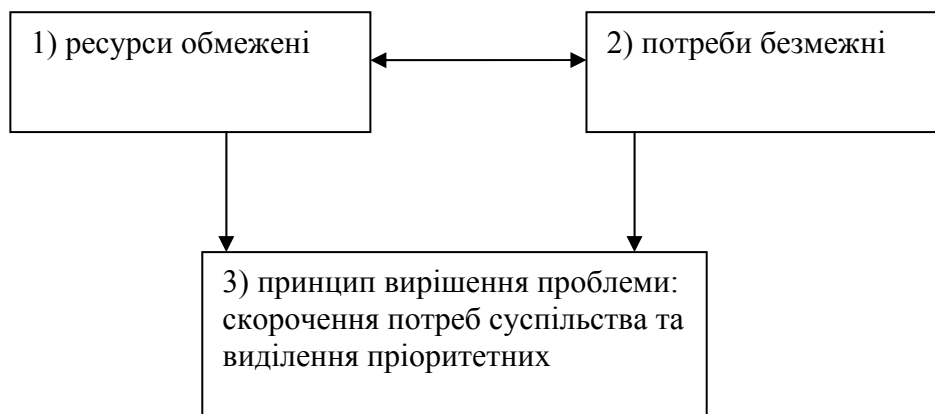 1) ресурси обмежені
2) потреби безмежні
3) принцип вирішення проблеми:
скорочення потреб суспільства та
виділення пріоритетних